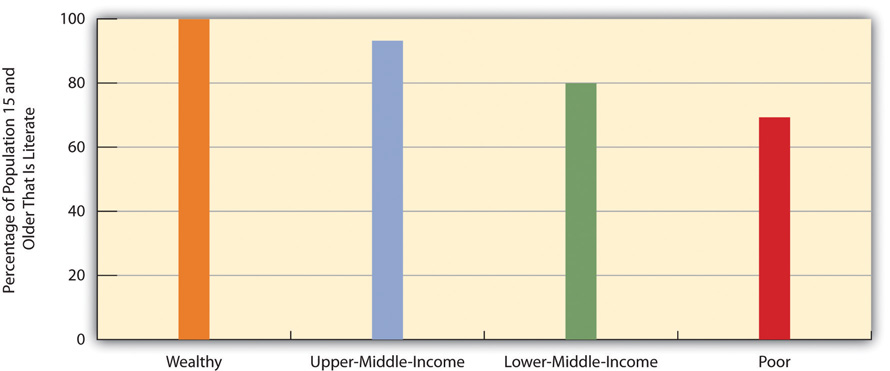 Percentage of Population 15 and
Older That Is Literate
100
80
60
40
20
0
Wealthy
Upper-Middle-Income
Lower-Middle-Income
Poor